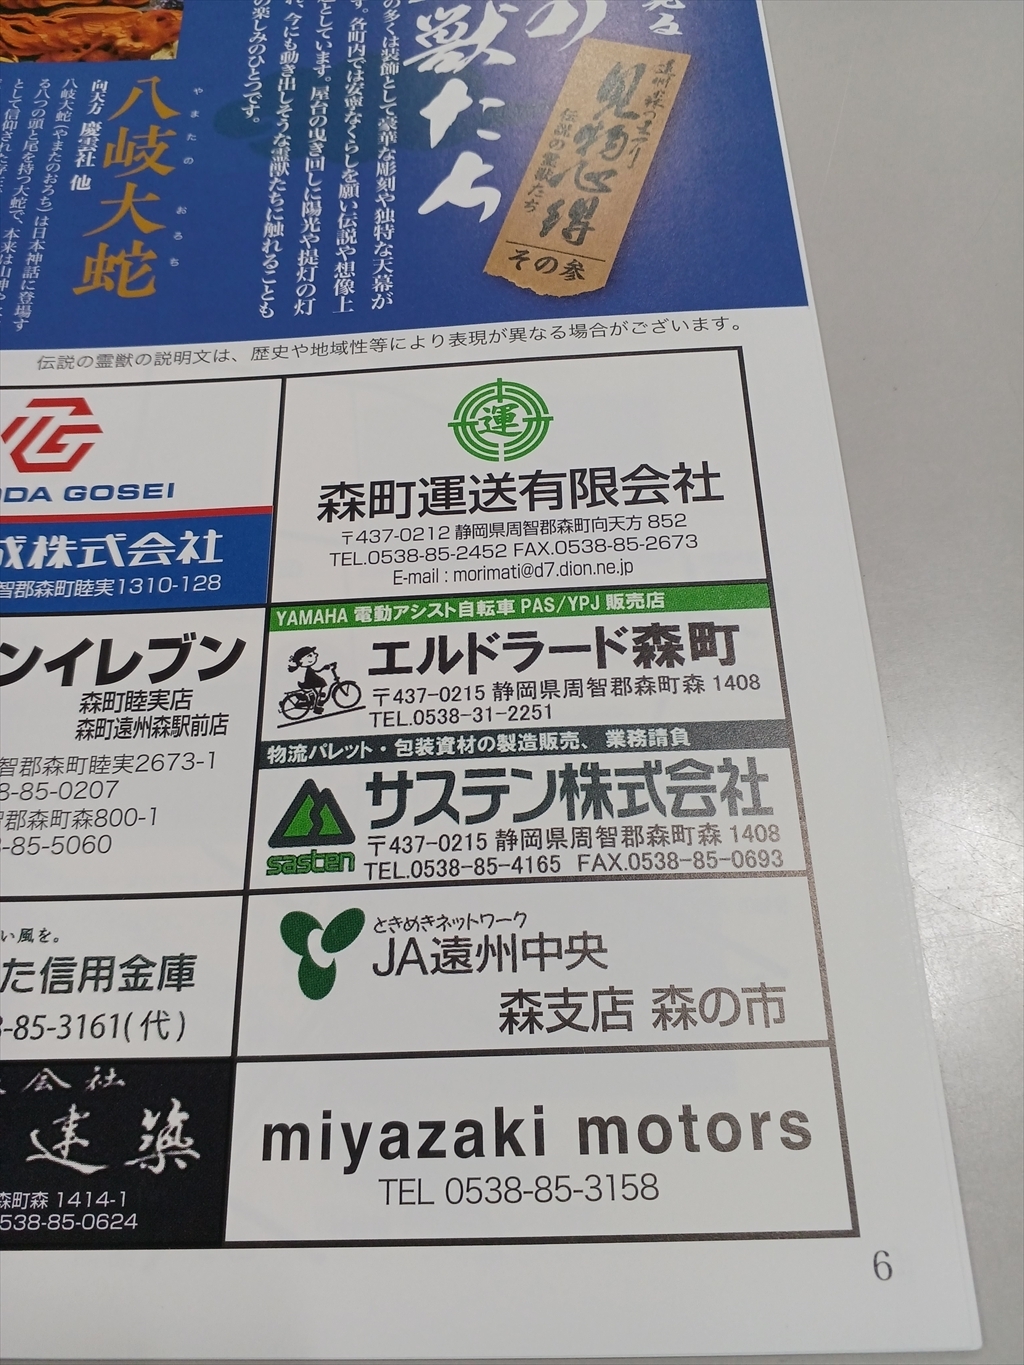 見る
の
獣たち
遠州森のまつり
見物心得
伝説の霊獣たち
その参
の多くは装飾として、豪華な彫刻や独特な天幕が
す。各町内では安寧なくらしを願い伝説や想像上
としています。屋台の曳き回しに陽光や提灯の灯
れ、今にも動き出しそうな霊獣たちに触れることも
の楽しみのひとつです。
八岐大蛇
やまたの おろち
向天方 慶雲社 他
八岐大蛇(やまたのおろち)は日本神話に登場す
る八つの頭と尾を持つ大蛇で、本来は山神や
として信仰された存在
伝説の霊獣の説明文は、歴史や地域性等により表現が異なる場合がございます。
ODA GOSEI
成株式会社
智郡森町睦実1310-128
運
森町運送有限会社
〒437-0212 静岡県周智郡森町向天方 852
TEL.0538-85-2452 FAX.0538-85-2673
E-mail : morimati@d7.dion.ne.jp
ンイレブン
森町睦実店
森町遠州森駅前店
智郡森町睦実2673-1
8-85-0207
智郡森町森800-1
8-85-5060
YAMAHA 電動アシスト自転車 PAS/YPJ 販売店
エルドラード森町
〒437-0215 静岡県周智郡森町森 1408
TEL.0538-31-2251
物流パレット・包装資材の製造販売、業務請負
サステン株式会社
sasten
〒437-0215 静岡県周智郡森町森 1408
TEL.0538-85-4165 FAX.0538-85-0693
い風を。
た信用金庫
8-85-3161(代)
ときめきネットワーク
JA遠州中央
森支店 森の市
会社
建築
森町森 1414-1
0538-85-0624
miyazaki motors
TEL 0538-85-3158
6